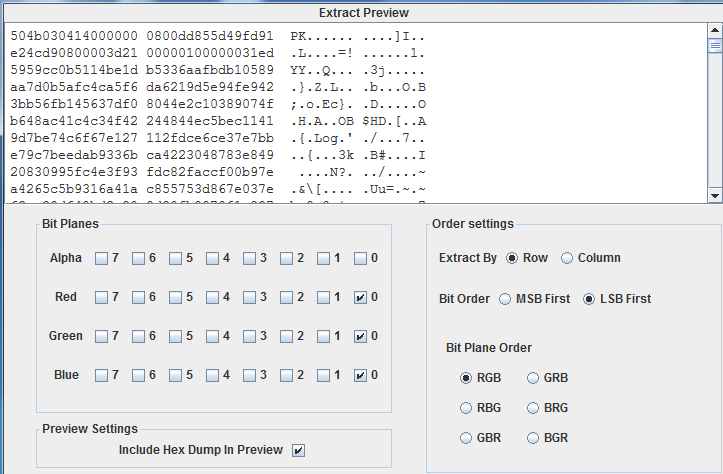 Extract Preview
504b030414000000 0800dd855d49fd91 PK...... ....]I..
e24cd90800003d21 00000100000031ed .L....=! ......1.
5959cc0b5114be1d b5336aafbdb10589 YY..Q... .3j.....
aa7d0b5afc4ca5f6 da6219d5e94fe942 .}.Z.L.. .b...O.B
3bb56fb145637df0 8044e2c10389074f ;.o.Ec}. .D.....O
b648ac41c4c34f42 244844ec5bec1141 .H.A..OB $HD.[..A
9d7be74c6f67e127 112fdce6ce37e7bb .{.Log.' ./...7..
e79c7beedab9336b ca4223048783e849 ..{...3k .B#....I
20830995fc4e3f93 fdc82faccf00b97e ....N?. ../....~
a4265c5b9316a41a c855753d867e037e .&\[.... .Uu=.~.~
Bit Planes
Alpha 7 6 5 4 3 2 1 0
Red 7 6 5 4 3 2 1 0
Green 7 6 5 4 3 2 1 0
Blue 7 6 5 4 3 2 1 0
Preview Settings
Include Hex Dump In Preview
Order settings
Extract By Row Column
Bit Order MSB First LSB First
Bit Plane Order
RGB GRB
RBG BRG
GBR BGR